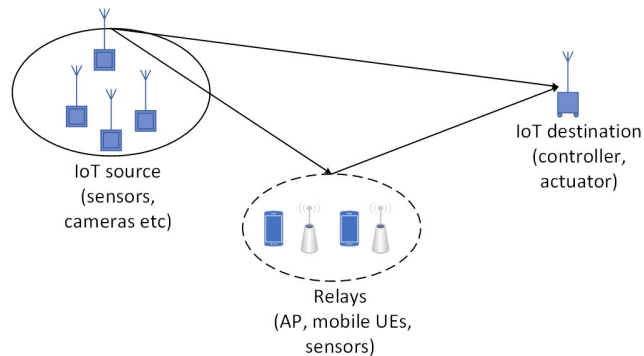 IoT source
(sensors,
cameras etc)
IoT destination
(controller,
actuator)
Relays
(AP, mobile UEs,
sensors)